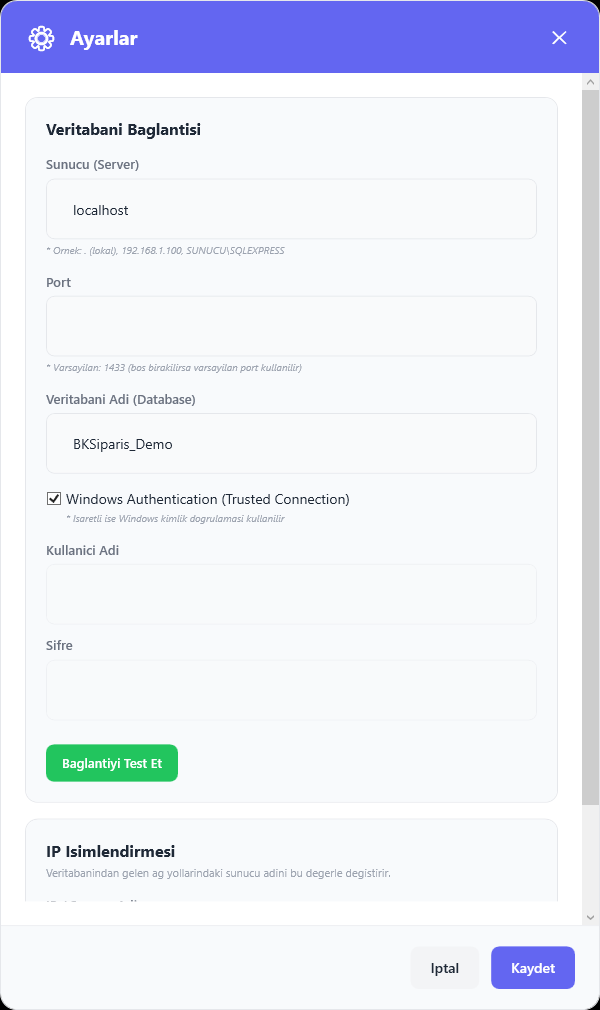 Ayarlar
Veritabani Baglantisi
Sunucu (Server)
localhost
* Ornek: . (lokal), 192.168.1.100, SUNUCU\SQLEXPRESS
Port
* Varsayilan: 1433 (bos birakilirsa varsayilan port kullanilir)
Veritabani Adi (Database)
BKSiparis_Demo
Windows Authentication (Trusted Connection)
* Isaretli ise Windows kimlik dogrulamasi kullanilir
Kullanici Adi
Sifre
Baglantiyi Test Et
IP Isimlendirmesi
Veritabanindan gelen ag yollarindaki sunucu adini bu degerle degistirir.
Iptal
Kaydet